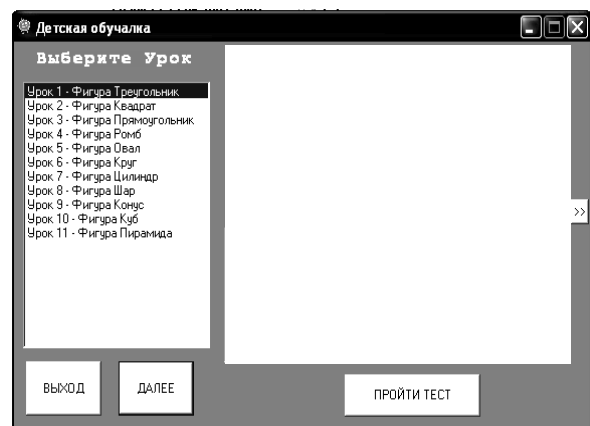 Детская обучалка
Выберите Урок
Урок 1 - Фигура Треугольник
Урок 2 - Фигура Квадрат
Урок 3 - Фигура Прямоугольник
Урок 4 - Фигура Ромб
Урок 5 - Фигура Овал
Урок 6 - Фигура Круг
Урок 7 - Фигура Цилиндр
Урок 8 - Фигура Шар
Урок 9 - Фигура Конус
Урок 10 - Фигура Куб
Урок 11 - Фигура Пирамида
>>
ВЫХОД
ДАЛЕЕ
ПРОЙТИ ТЕСТ